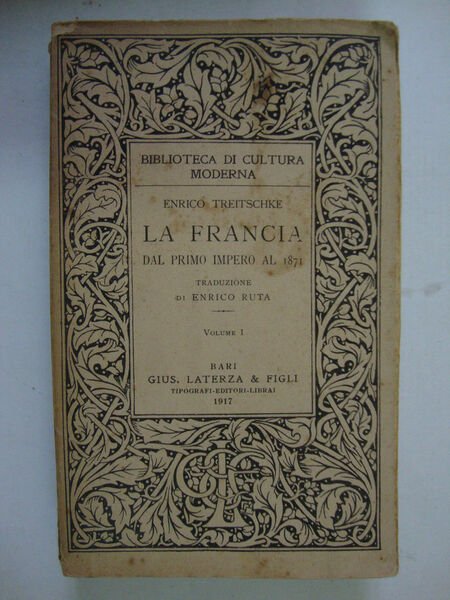 BIBLIOTECA DI CULTURA
MODERNA
ENRICO TREITSCHKE
LA FRANCIA
DAL PRIMO IMPERO AL 1871
TRADUZIONE
DI ENRICO RUTA
VOLUME I
BARI
GIUS. LATERZA & FIGLI
TIPOGRAFI-EDITORI-LIBRAI
1917